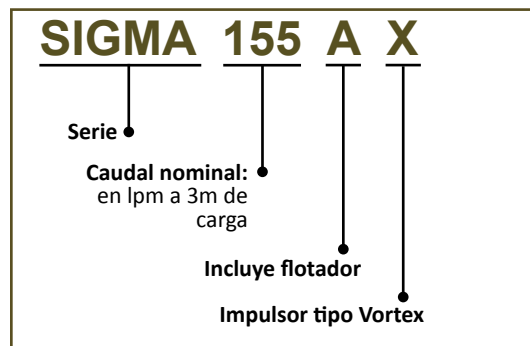 SIGMA 155 A X
Serie
Caudal nominal:
en lpm a 3m de
carga
Incluye flotador
Impulsor tipo Vortex